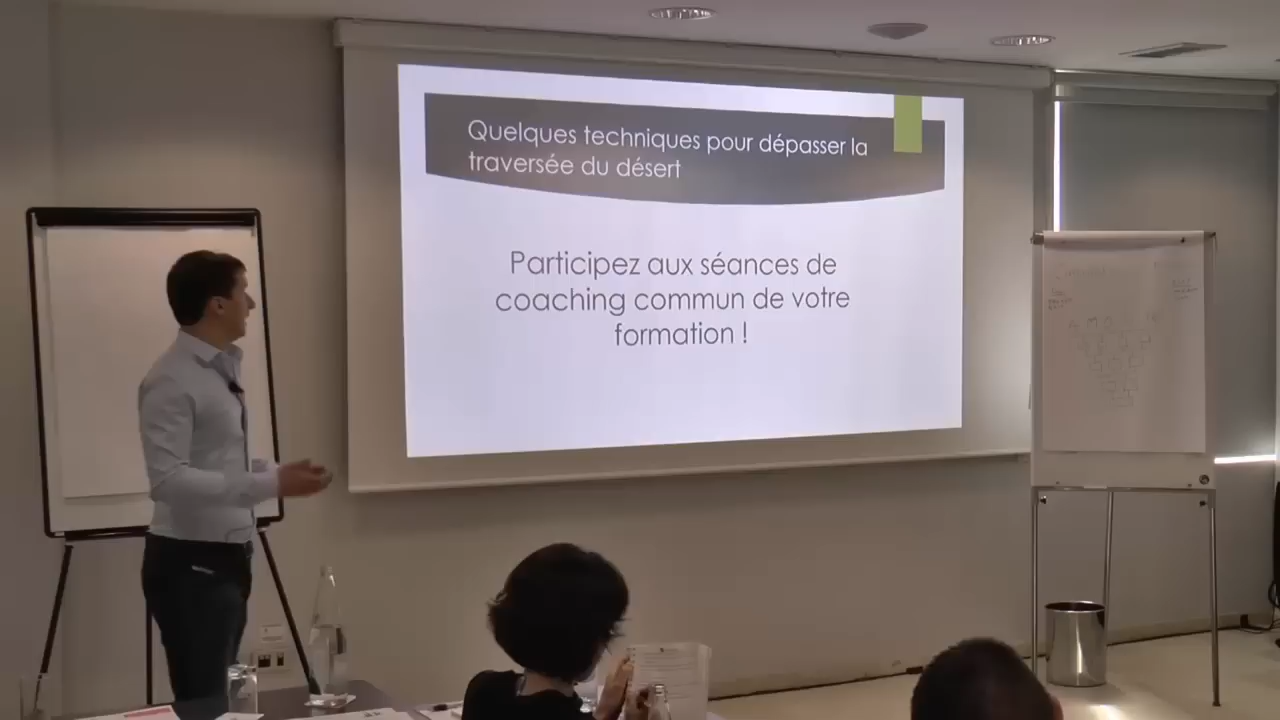 Quelques techniques pour dépasser la
traversée du désert
Participez aux séances de
coaching commun de votre
formation !